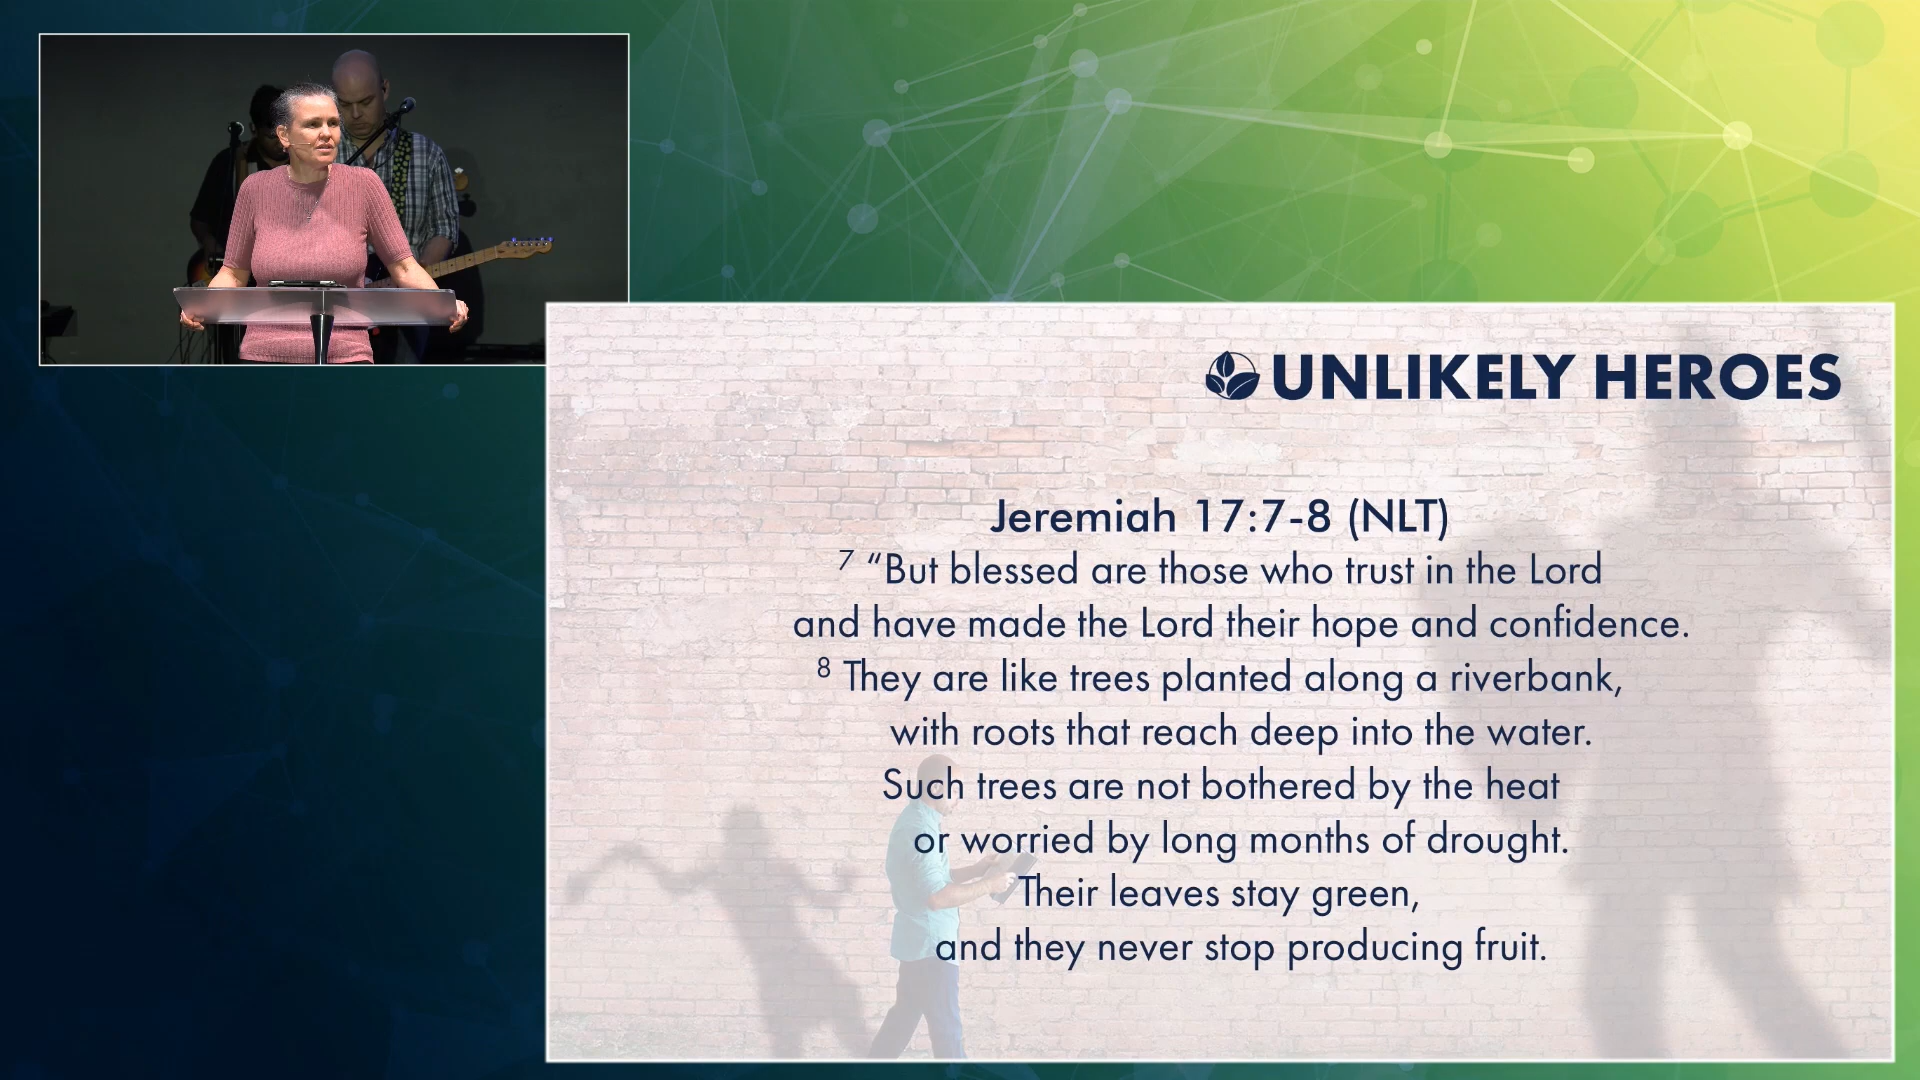 UNLIKELY HEROES
Jeremiah 17:7-8 (NLT)
7 “But blessed are those who trust in the Lord
and have made the Lord their hope and confidence.
8 They are like trees planted along a riverbank,
with roots that reach deep into the water.
Such trees are not bothered by the heat
or worried by long months of drought.
Their leaves stay green,
and they never stop producing fruit.